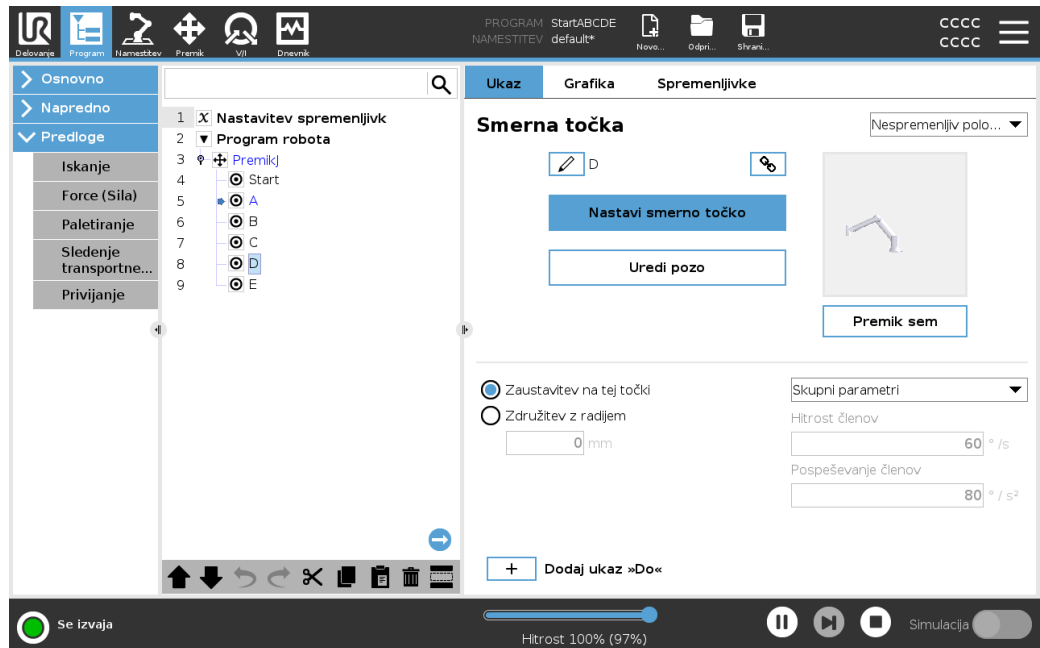 PROGRAM StartABCDE
NAMESTITEV default*
CCCC
CCCC
Delovanje
Program
Namestitev
Premik
V/I
Dnevnik
Novo...
Odpri...
Shrani...
Osnovno
Napredno
Predloge
Iskanje
Force (Sila)
Paletiranje
Sledenje
transportne...
Privijanje
1 X Nastavitev spremenljivk
2 Program robota
3 PremikJ
4 Start
5 A
6 B
7 C
8 D
9 E
Ukaz Grafika Spremenljivke
Smerna točka
Nespremenljiv polo...
D
Nastavi smerno točko
Uredi pozo
Premik sem
Zaustavitev na tej točki
Združitev z radijem
0 mm
Skupni parametri
Hitrost členov
60 ° /s
Pospeševanje členov
80 ° / s²
+ Dodaj ukaz »Do«
Se izvaja
Hitrost 100% (97%)
Simulacija